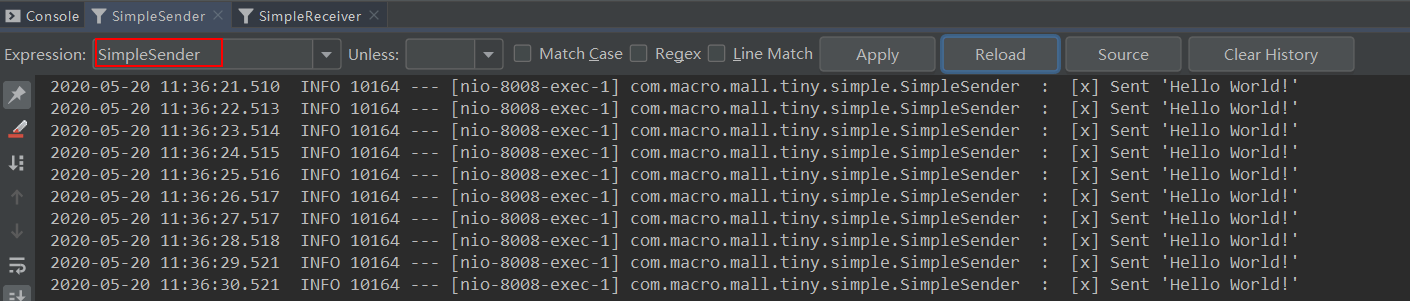 Console SimpleSender SimpleReceiver
Expression: SimpleSender Unless: Match Case Regex Line Match Apply Reload Source Clear History
2020-05-20 11:36:21.510  INFO 10164 --- [nio-8008-exec-1] com.macro.mall.tiny.simple.SimpleSender  :  [x] Sent 'Hello World!'
2020-05-20 11:36:22.513  INFO 10164 --- [nio-8008-exec-1] com.macro.mall.tiny.simple.SimpleSender  :  [x] Sent 'Hello World!'
2020-05-20 11:36:23.514  INFO 10164 --- [nio-8008-exec-1] com.macro.mall.tiny.simple.SimpleSender  :  [x] Sent 'Hello World!'
2020-05-20 11:36:24.515  INFO 10164 --- [nio-8008-exec-1] com.macro.mall.tiny.simple.SimpleSender  :  [x] Sent 'Hello World!'
2020-05-20 11:36:25.516  INFO 10164 --- [nio-8008-exec-1] com.macro.mall.tiny.simple.SimpleSender  :  [x] Sent 'Hello World!'
2020-05-20 11:36:26.517  INFO 10164 --- [nio-8008-exec-1] com.macro.mall.tiny.simple.SimpleSender  :  [x] Sent 'Hello World!'
2020-05-20 11:36:27.517  INFO 10164 --- [nio-8008-exec-1] com.macro.mall.tiny.simple.SimpleSender  :  [x] Sent 'Hello World!'
2020-05-20 11:36:28.518  INFO 10164 --- [nio-8008-exec-1] com.macro.mall.tiny.simple.SimpleSender  :  [x] Sent 'Hello World!'
2020-05-20 11:36:29.521  INFO 10164 --- [nio-8008-exec-1] com.macro.mall.tiny.simple.SimpleSender  :  [x] Sent 'Hello World!'
2020-05-20 11:36:30.521  INFO 10164 --- [nio-8008-exec-1] com.macro.mall.tiny.simple.SimpleSender  :  [x] Sent 'Hello World!'